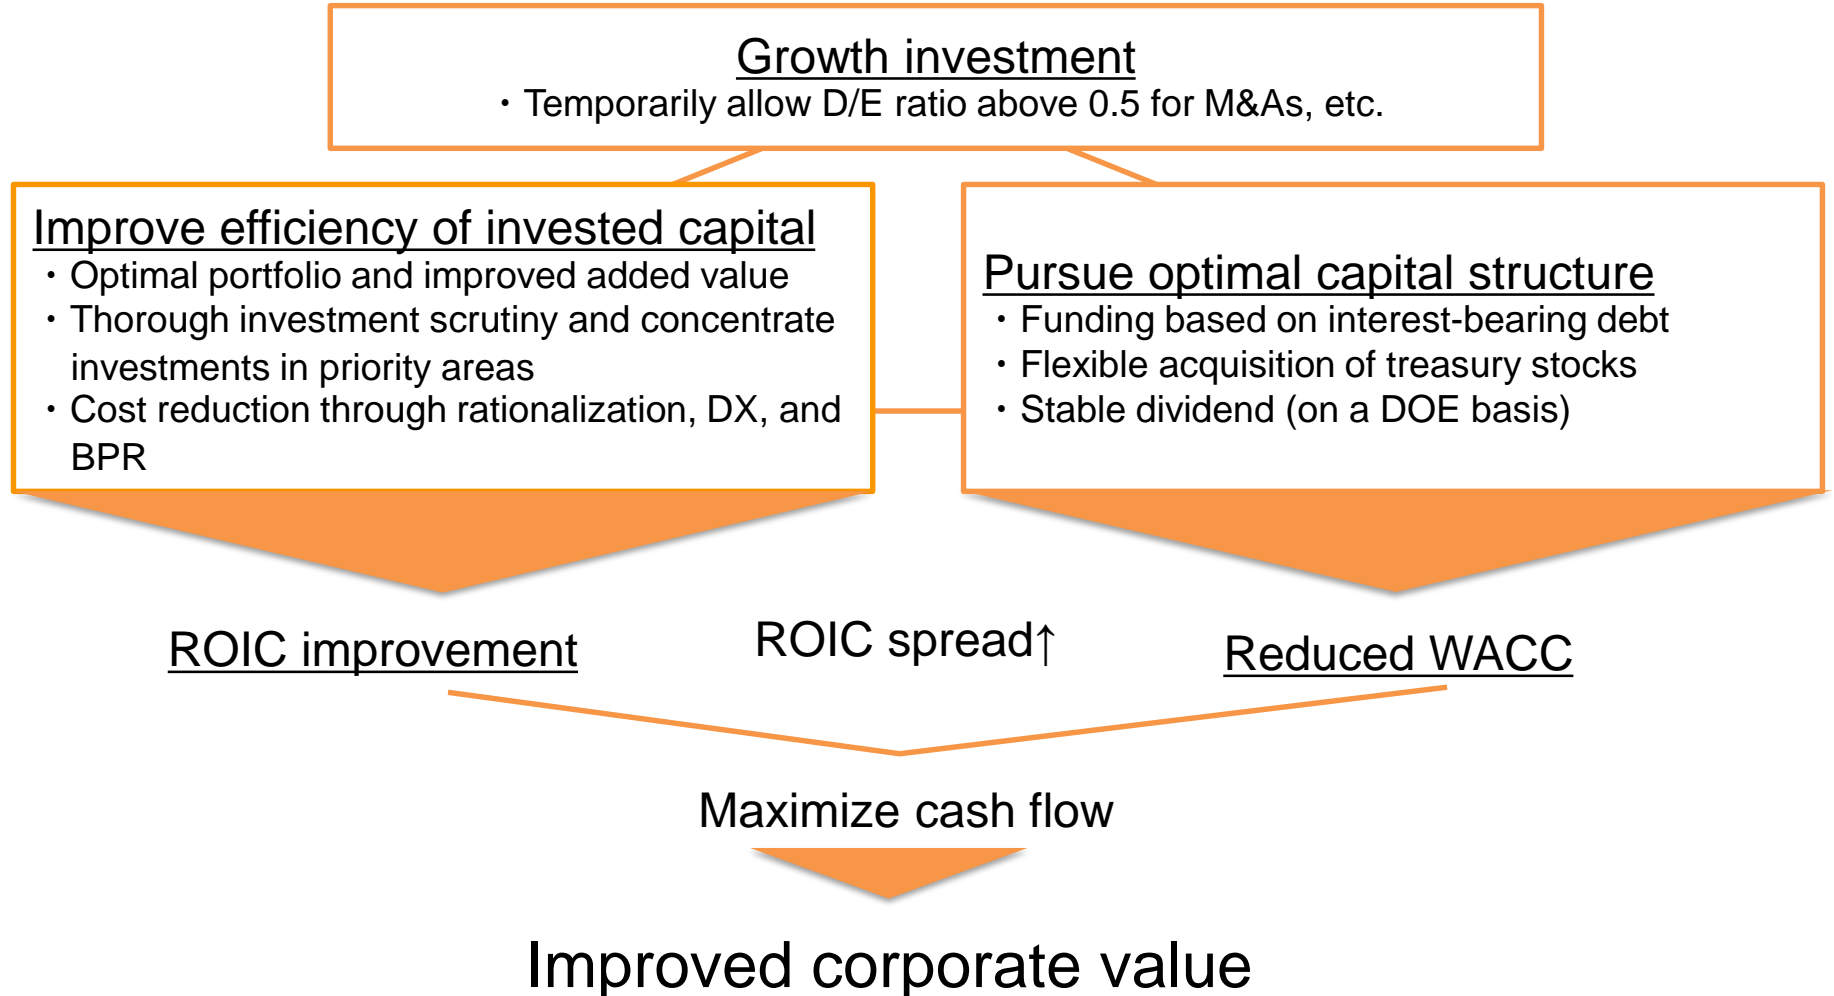 Growth investment
・Temporarily allow D/E ratio above 0.5 for M&As, etc.
Improve efficiency of invested capital
・Optimal portfolio and improved added value
・Thorough investment scrutiny and concentrate
investments in priority areas
・Cost reduction through rationalization, DX, and
BPR
Pursue optimal capital structure
・Funding based on interest-bearing debt
・Flexible acquisition of treasury stocks
・Stable dividend (on a DOE basis)
ROIC improvement
ROIC spread↑
Reduced WACC
Maximize cash flow
Improved corporate value